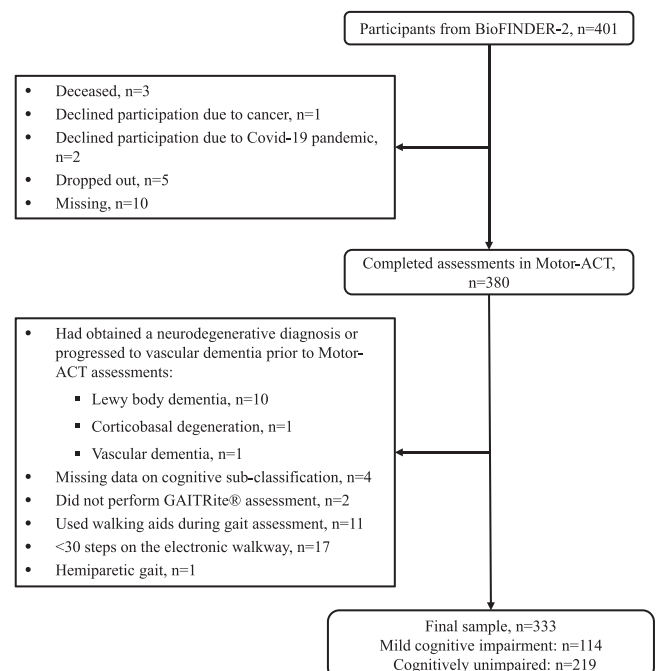 Participants from BioFINDER-2, n=401
• Deceased, n=3
• Declined participation due to cancer, n=1
• Declined participation due to Covid-19 pandemic,
n=2
• Dropped out, n=5
• Missing, n=10
Completed assessments in Motor-ACT,
n=380
• Had obtained a neurodegenerative diagnosis or
progressed to vascular dementia prior to Motor-
ACT assessments:
▪ Lewy body dementia, n=10
▪ Corticobasal degeneration, n=1
▪ Vascular dementia, n=1
• Missing data on cognitive sub-classification, n=4
• Did not perform GAITRite® assessment, n=2
• Used walking aids during gait assessment, n=11
• <30 steps on the electronic walkway, n=17
• Hemiparetic gait, n=1
Final sample, n=333
Mild cognitive impairment: n=114
Cognitively unimpaired: n=219